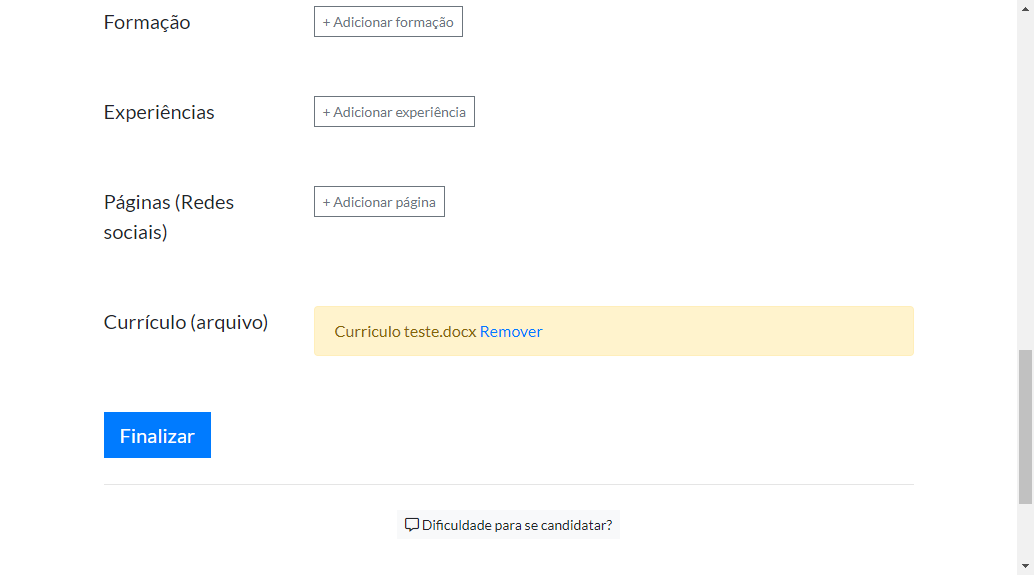 Formação
+ Adicionar formação
Experiências
+ Adicionar experiência
Páginas (Redes
sociais)
+ Adicionar página
Currículo (arquivo)
Curriculo teste.docx Remover
Finalizar
Dificuldade para se candidatar?